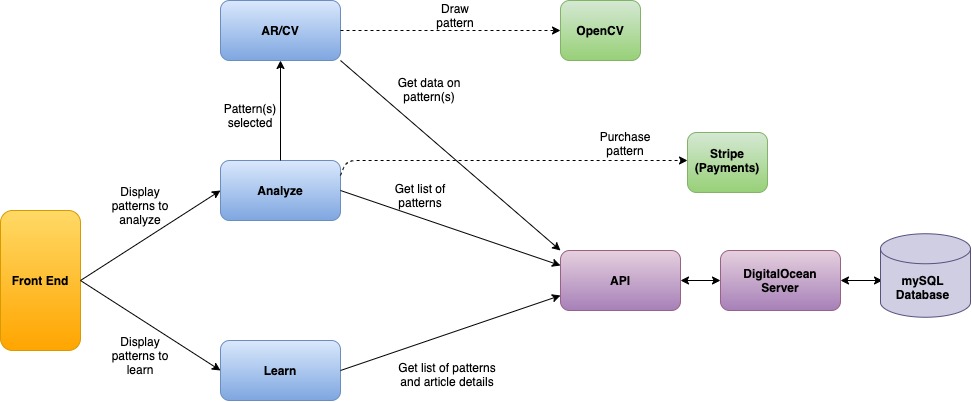 AR/CV
Draw
pattern
OpenCV
Get data on
pattern(s)
Pattern(s)
selected
Purchase
pattern
Stripe
(Payments)
Analyze
Get list of
patterns
Display
patterns to
analyze
Front End
API
DigitalOcean
Server
mySQL
Database
Display
patterns to
learn
Learn
Get list of patterns
and article details